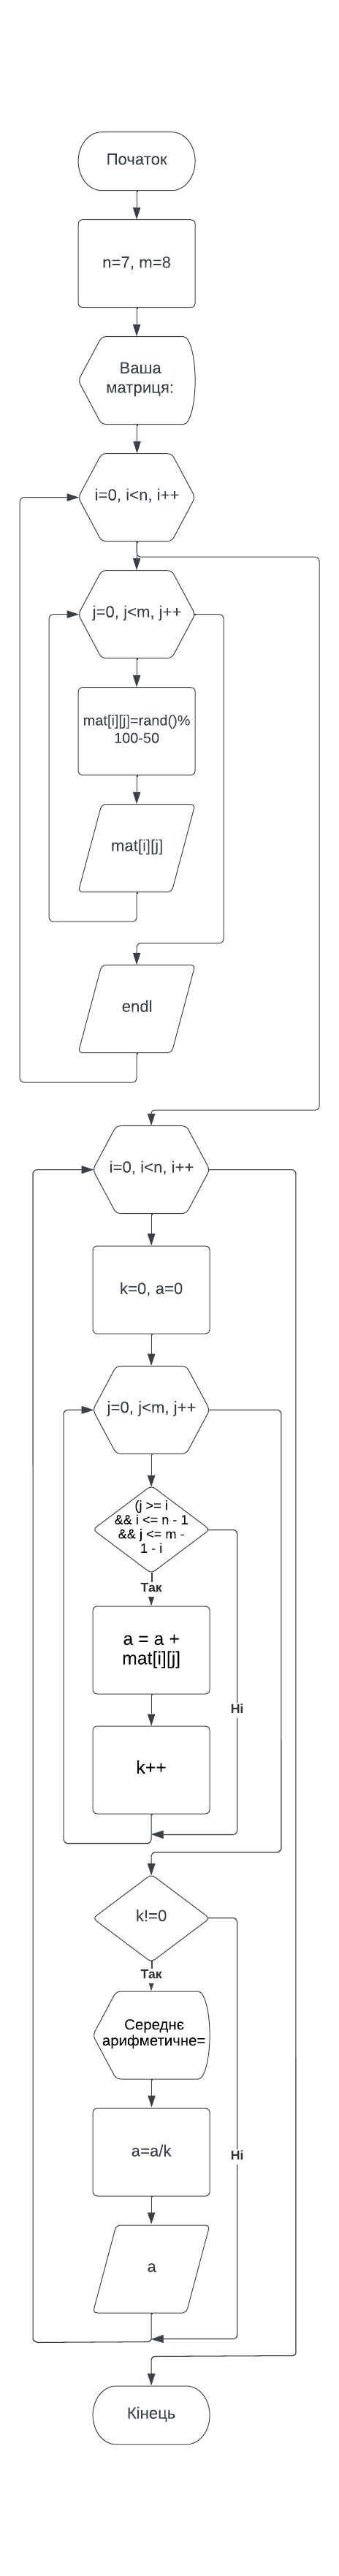 Початок
n=7, m=8
Ваша
матриця:
i=0, i<n, i++
j=0, j<m, j++
mat[i][j]=rand()%
100-50
mat[i][j]
endl
i=0, i<n, i++
k=0, a=0
j=0, j<m, j++
(j >= i
&& i <= n - 1
&& j <= m -
1 - i
Так
a = a +
mat[i][j]
Ні
k++
k!=0
Так
Середнє
арифметичне=
a=a/k
Ні
a
Кінець